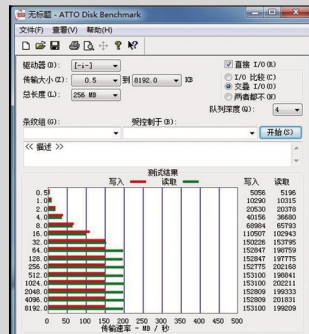 无标题 - ATTO Disk Benchmark
文件(F) 查看(V) 帮助(H)
驱动器(D): [-i-] 直接 I/O(R)
传输大小(Z): 0.5 到 8192.0 KB I/O 比较(C)
交叠 I/O(O)
总长度(L): 256 MB 两者都不(N)
队列深度(Q): 4
条纹组(G): 受控制于(B): 开始(S)
<< 描述 >>
测试结果
写入 读取 写入 读取
0.5 5056 5196
1.0 10290 10315
2.0 20530 20378
4.0 40156 36680
8.0 68984 65793
16.0 110507 102943
32.0 150226 153795
64.0 152847 198759
128.0 152847 197775
256.0 152775 202168
512.0 153100 198841
1024.0 153100 202211
2048.0 152809 199333
4096.0 152809 201831
8192.0 153100 199209
0 50 100 150 200 250 300 350 400 450 500
传输速率 - MB / 秒